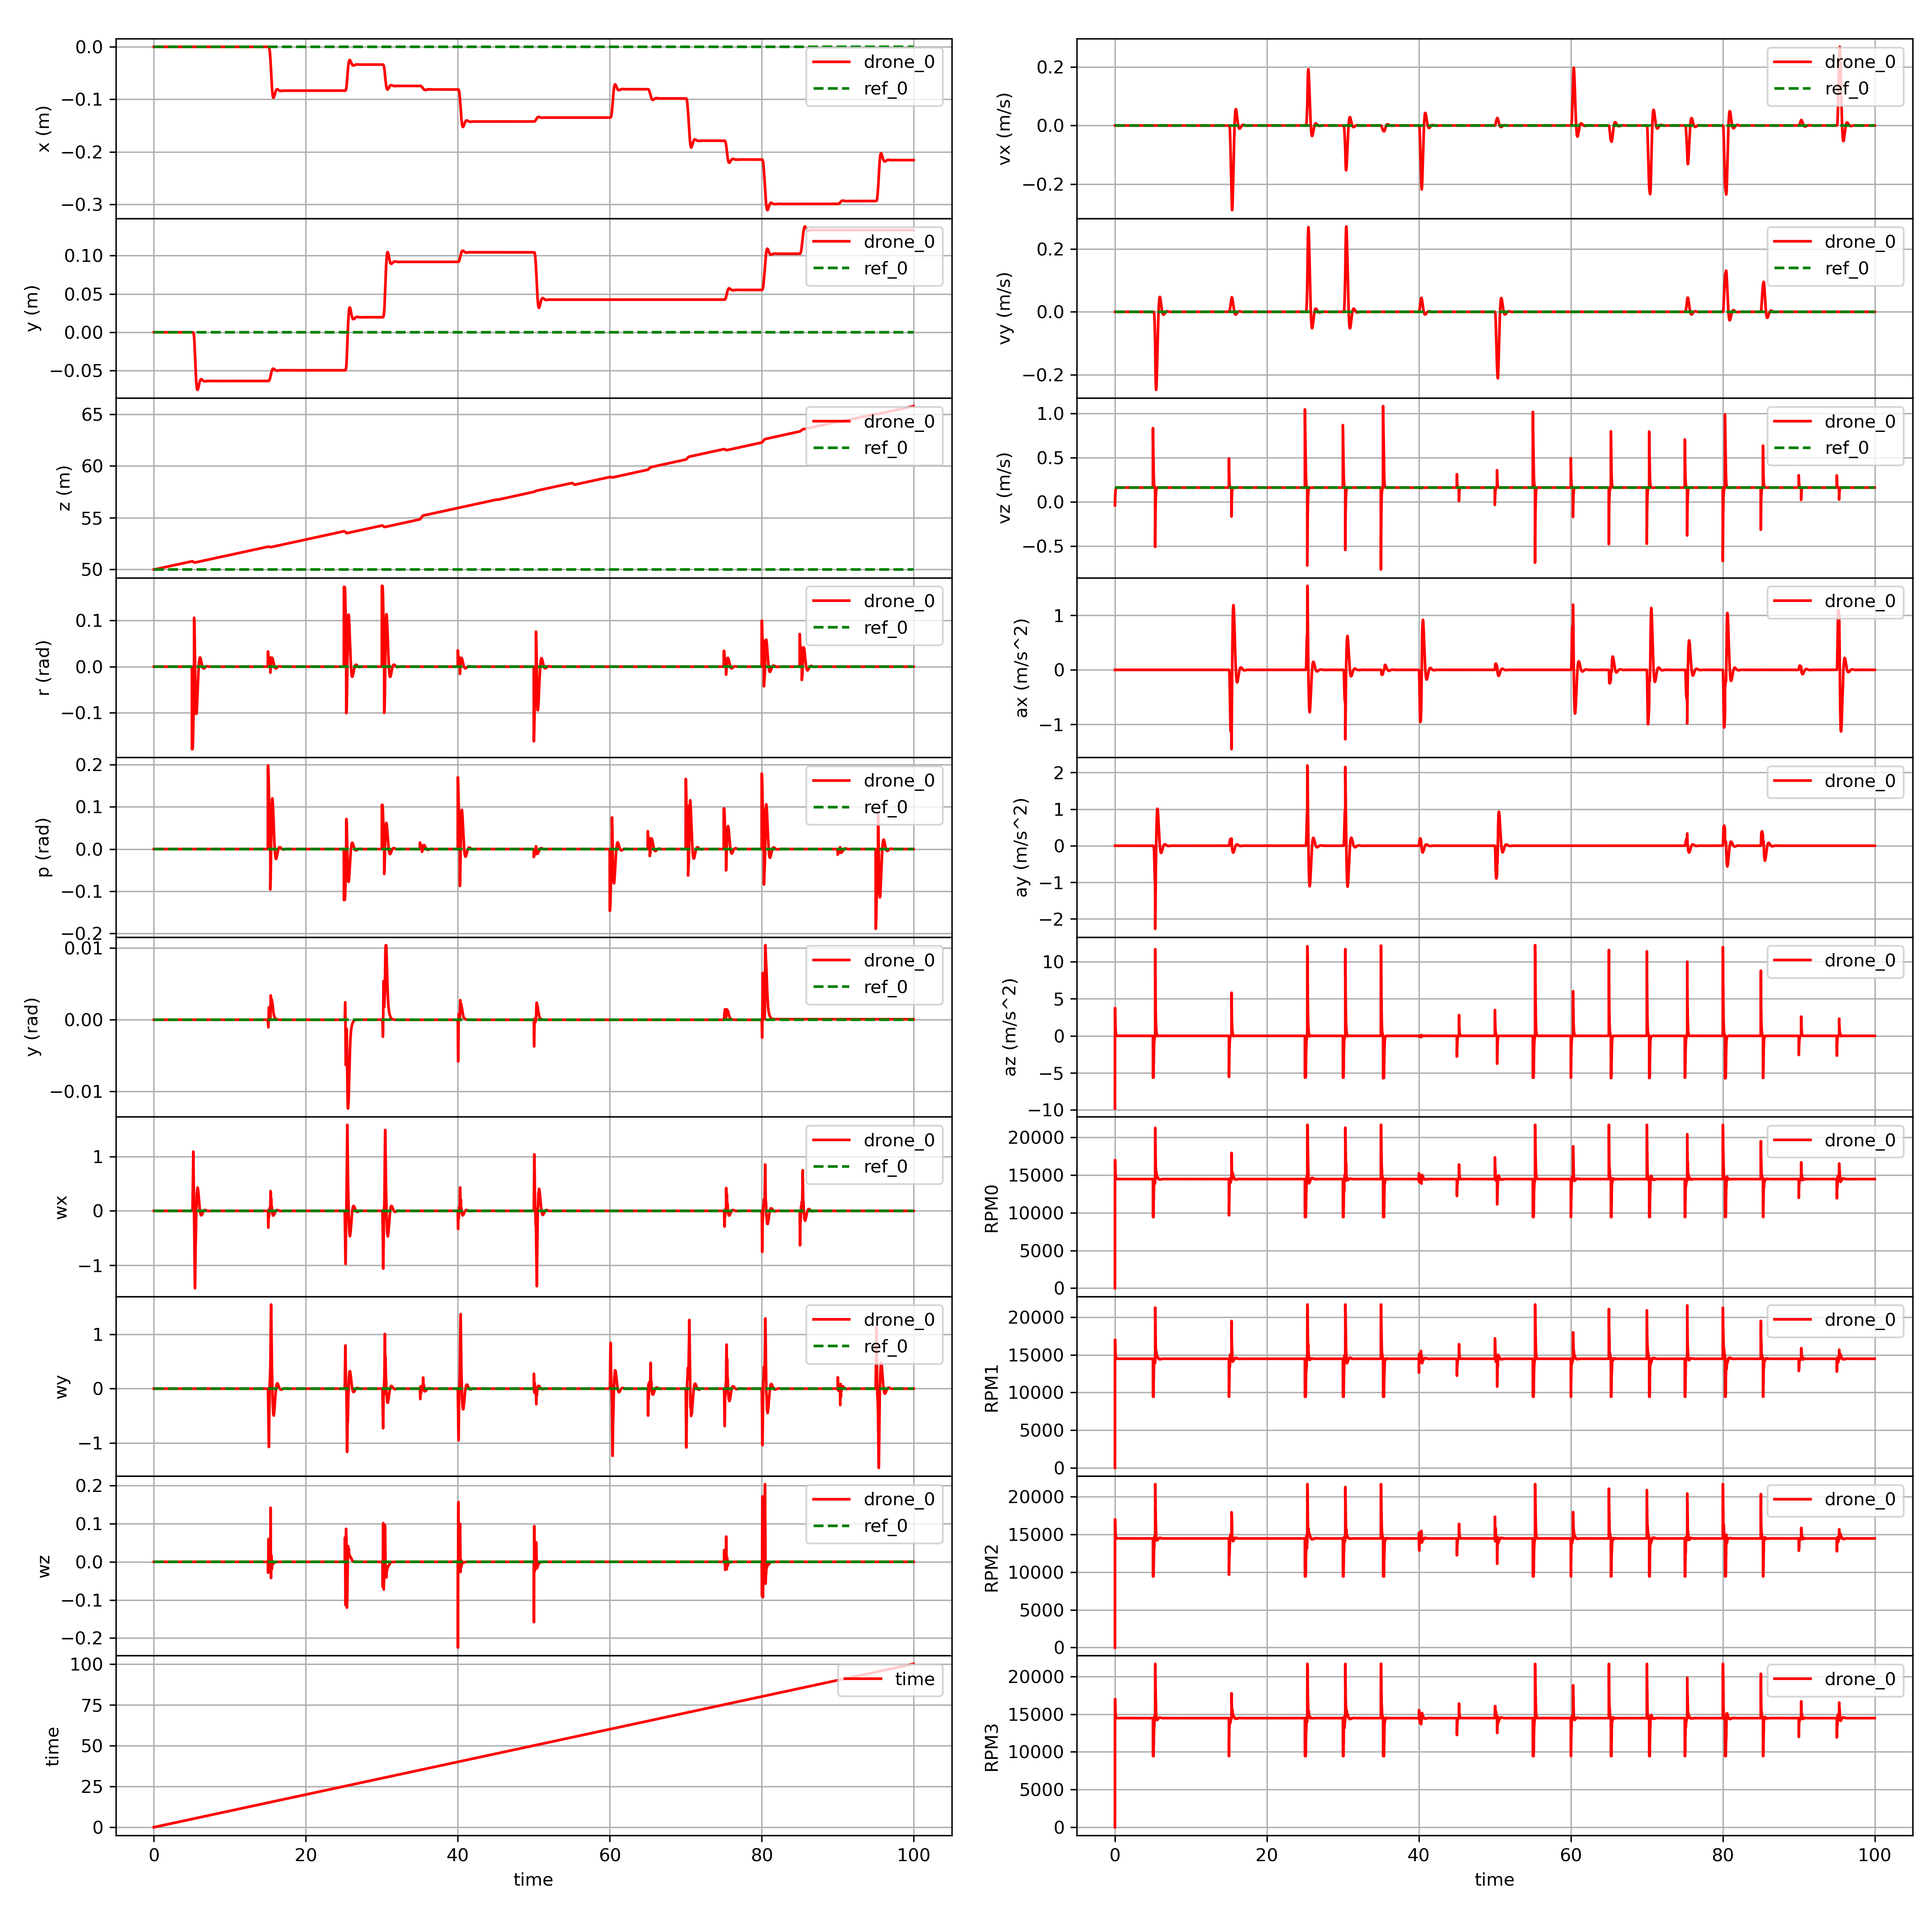 0.0
−0.1
−0.2
−0.3
x (m)
drone_0
ref_0
0.10
0.05
0.00
−0.05
y (m)
drone_0
ref_0
65
60
55
50
z (m)
drone_0
ref_0
0.1
0.0
−0.1
r (rad)
drone_0
ref_0
0.2
0.1
0.0
−0.1
−0.2
p (rad)
drone_0
ref_0
0.01
0.00
−0.01
y (rad)
drone_0
ref_0
1
0
−1
wx
drone_0
ref_0
1
0
−1
wy
drone_0
ref_0
0.2
0.1
0.0
−0.1
−0.2
wz
drone_0
ref_0
100
75
50
25
0
time
time
0 20 40 60 80 100
time
0.2
0.0
−0.2
vx (m/s)
drone_0
ref_0
0.2
0.0
−0.2
vy (m/s)
drone_0
ref_0
1.0
0.5
0.0
−0.5
vz (m/s)
drone_0
ref_0
1
0
−1
ax (m/s^2)
drone_0
2
1
0
−1
−2
ay (m/s^2)
drone_0
10
5
0
−5
−10
az (m/s^2)
drone_0
20000
15000
10000
5000
0
RPM0
drone_0
20000
15000
10000
5000
0
RPM1
drone_0
20000
15000
10000
5000
0
RPM2
drone_0
20000
15000
10000
5000
0
RPM3
drone_0
0 20 40 60 80 100
time